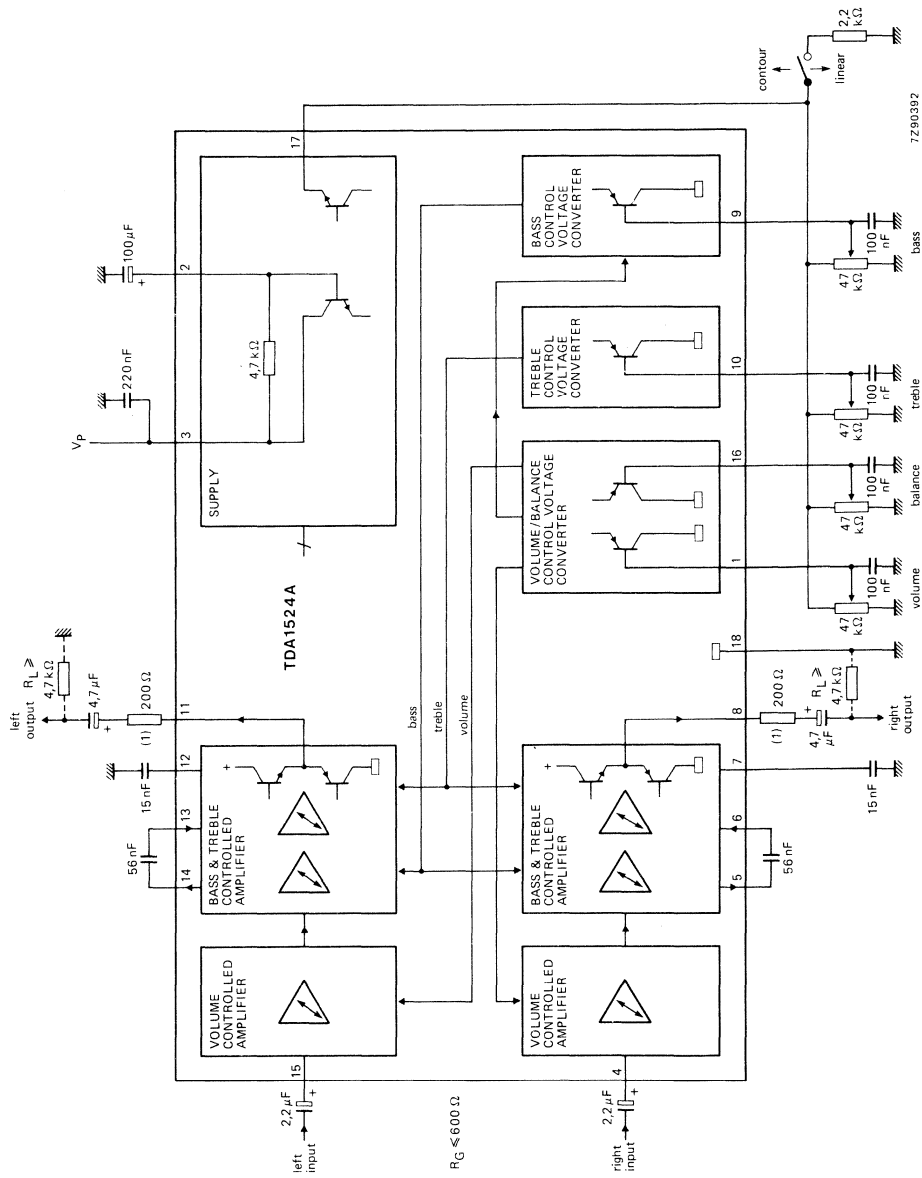 left
output
R_L ≥
4,7 kΩ
4,7 μF
200 Ω
(1)
11
15 nF
12
56 nF
13
14
V_P
220 nF
3
100 μF
+
2
SUPPLY
4,7 kΩ
17
contour
linear
2,2
kΩ
TDA1524A
BASS & TREBLE
CONTROLLED
AMPLIFIER
+
VOLUME
CONTROLLED
AMPLIFIER
15
2,2 μF
+
left
input
R_G ≤ 600 Ω
bass
treble
volume
VOLUME/BALANCE
CONTROL VOLTAGE
CONVERTER
TREBLE
CONTROL
VOLTAGE
CONVERTER
BASS
CONTROL
VOLTAGE
CONVERTER
BASS & TREBLE
CONTROLLED
AMPLIFIER
+
VOLUME
CONTROLLED
AMPLIFIER
4
2,2 μF
+
right
input
5
6
56 nF
7
15 nF
8
200 Ω
(1)
4,7
μF
+
R_L ≥
4,7 kΩ
right
output
18
1
47
kΩ
100
nF
volume
16
47
kΩ
100
nF
balance
10
47
kΩ
100
nF
treble
9
47
kΩ
100
nF
bass
7Z90392